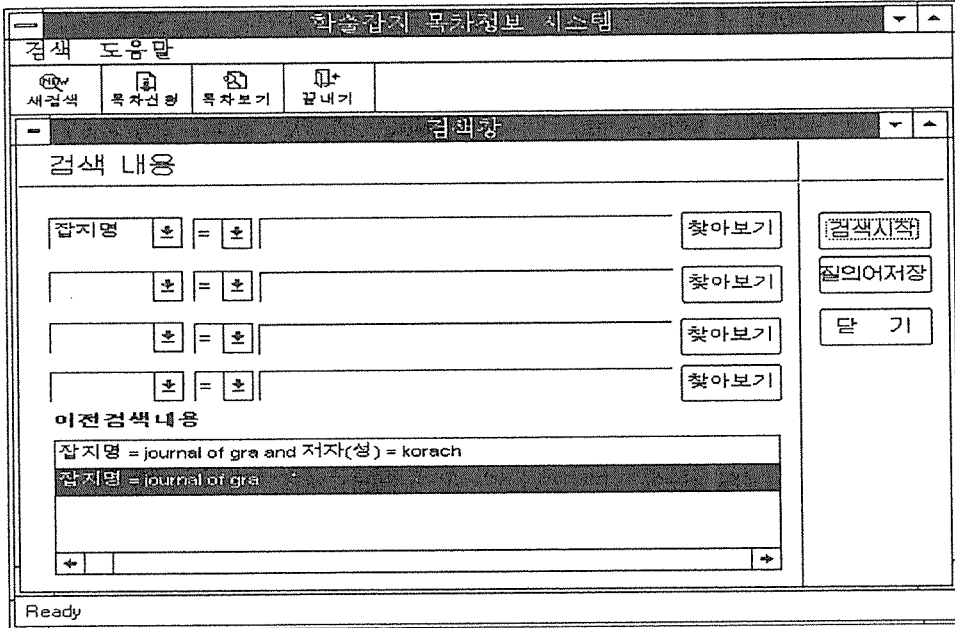 학술잡지 목차정보 시스템
검색 도움말
새검색 목차신청 목차보기 끝내기
검색창
검색 내용
잡지명 = 찾아보기 검색시작
= 찾아보기 질의어저장
= 찾아보기 닫 기
= 찾아보기
이전검색내용
잡지명 = journal of gra and 저자(성) = korach
잡지명 = journal of gra
Ready